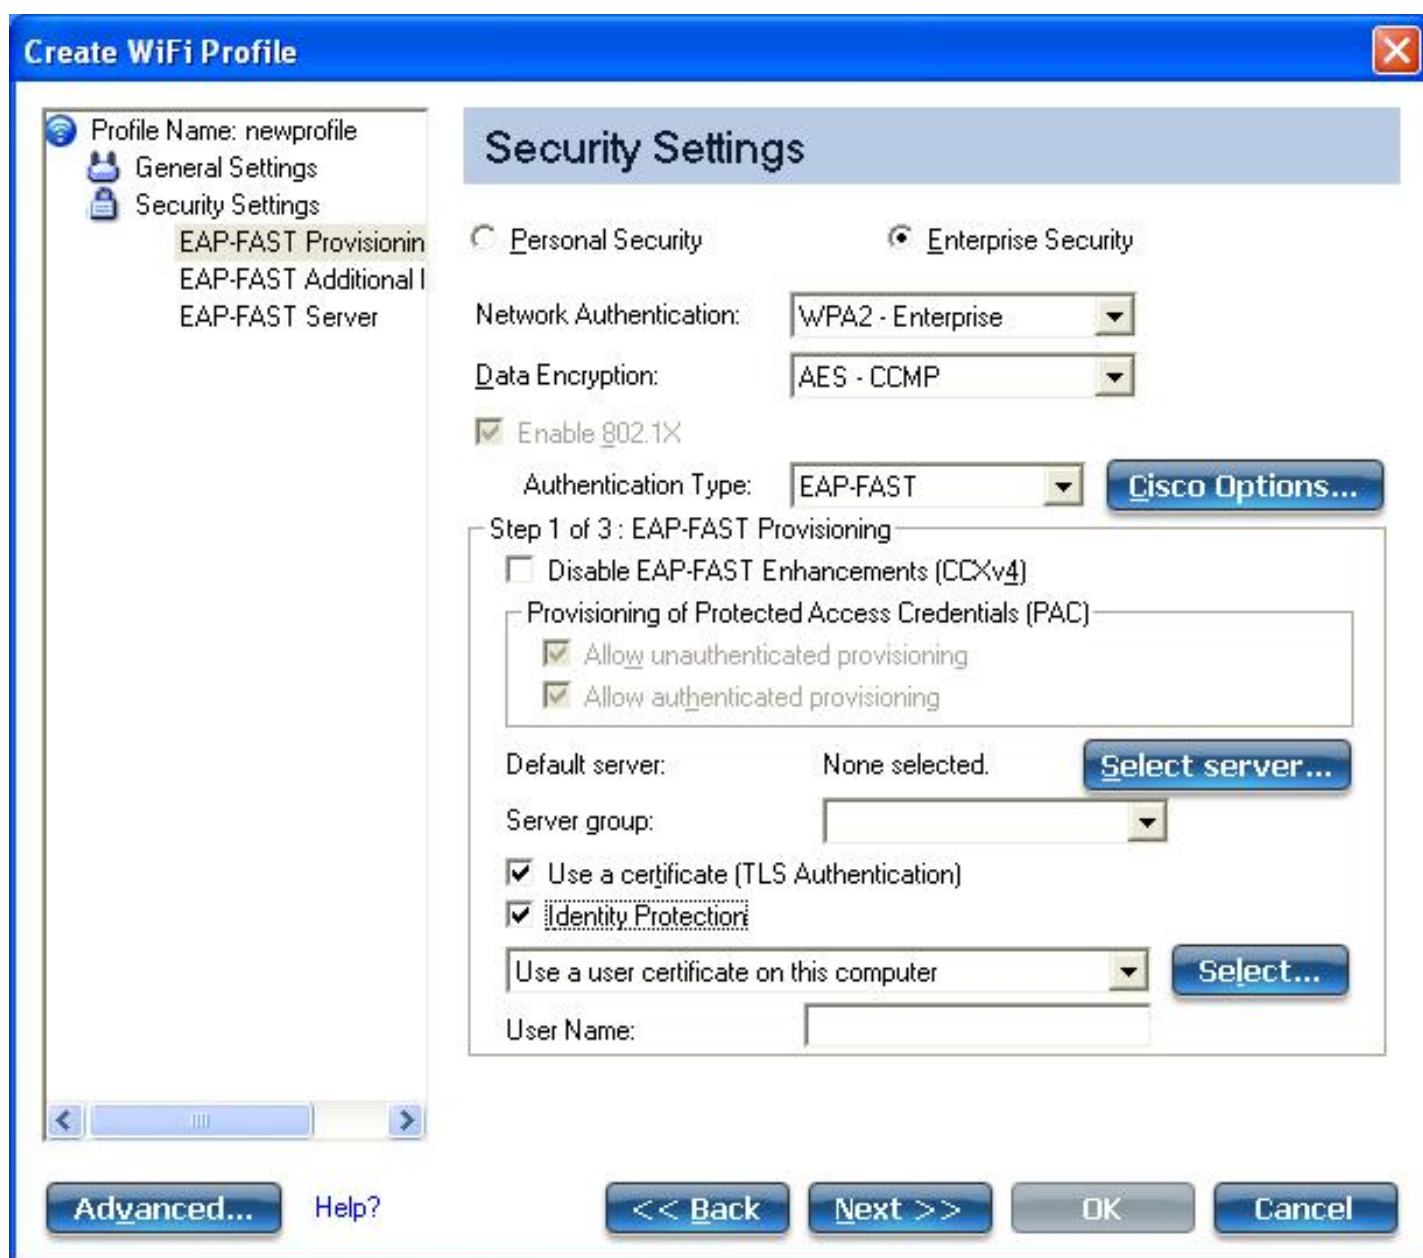 Create WiFi Profile
Profile Name: newprofile
General Settings
Security Settings
EAP-FAST Provisionin
EAP-FAST Additional I
EAP-FAST Server
Security Settings
Personal Security
Enterprise Security
Network Authentication:
WPA2 - Enterprise
Data Encryption:
AES - CCMP
Enable 802.1X
Authentication Type:
EAP-FAST
Cisco Options...
Step 1 of 3 : EAP-FAST Provisioning
Disable EAP-FAST Enhancements (CCXv4)
Provisioning of Protected Access Credentials (PAC)
Allow unauthenticated provisioning
Allow authenticated provisioning
Default server:
None selected.
Select server...
Server group:
Use a certificate (TLS Authentication)
Identity Protection
Use a user certificate on this computer
Select...
User Name:
Advanced...
Help?
<< Back
Next >>
OK
Cancel